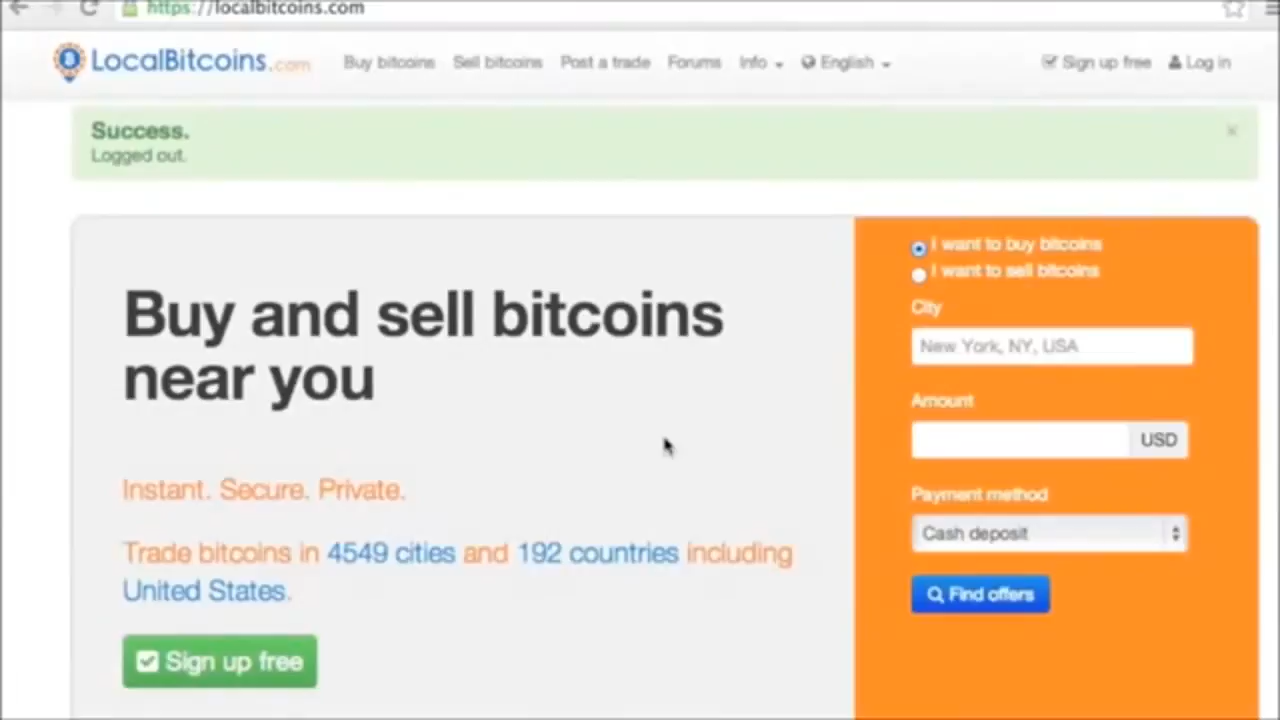 https://localbitcoins.com
LocalBitcoins.com Buy bitcoins Sell bitcoins Post a trade Forums Info English Sign up free Log in
Success.
Logged out.
×
Buy and sell bitcoins
near you
Instant. Secure. Private.
Trade bitcoins in 4549 cities and 192 countries including
United States.
Sign up free
I want to buy bitcoins
I want to sell bitcoins
City
New York, NY, USA
Amount
USD
Payment method
Cash deposit
Find offers